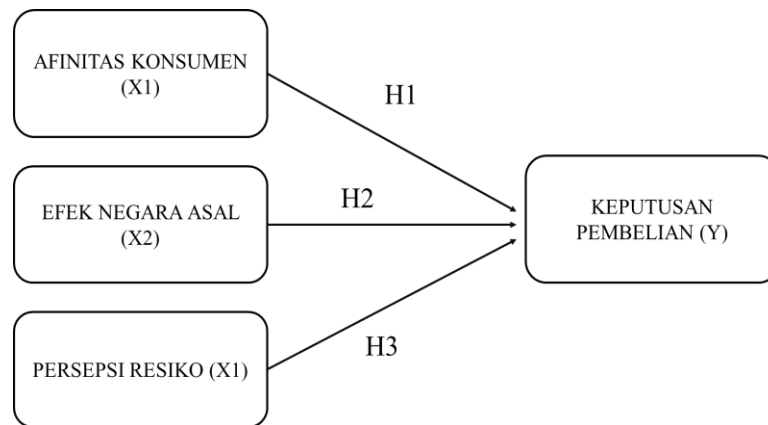 AFINITAS KONSUMEN
(X1)
H1
EFEK NEGARA ASAL
(X2)
H2
KEPUTUSAN
PEMBELIAN (Y)
H3
PERSEPSI RESIKO (X1)